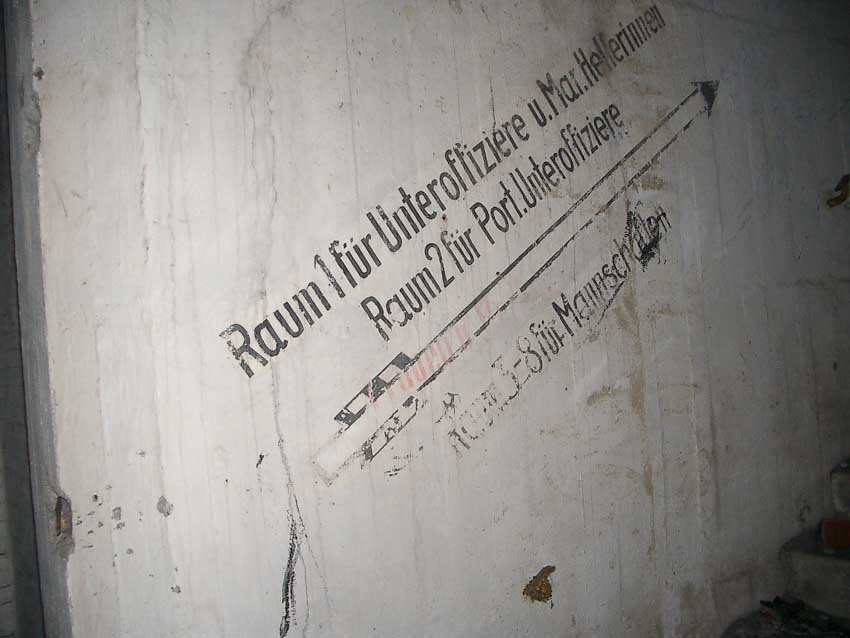 Raum 1 für Unteroffiziere u. Mar. Helferinnen
Raum 2 für Port. Unteroffiziere
Raum 3-8 für Mannschaften